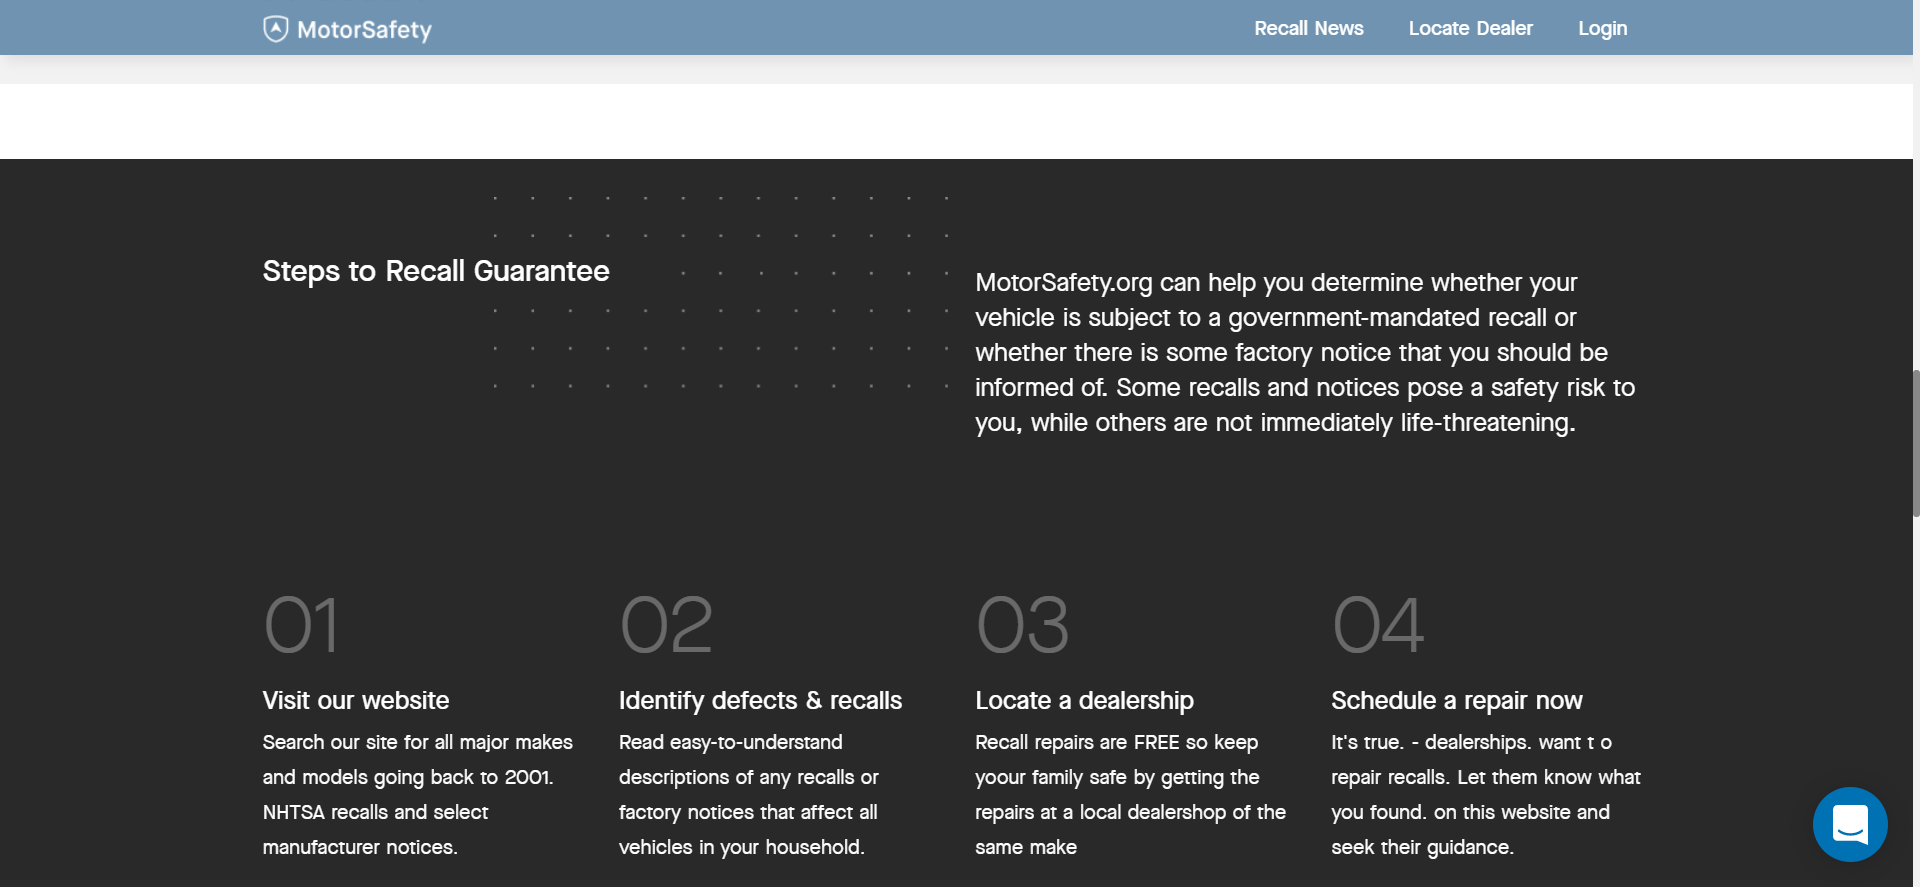 MotorSafety
Recall News
Locate Dealer
Login
Steps to Recall Guarantee
MotorSafety.org can help you determine whether your
vehicle is subject to a government-mandated recall or
whether there is some factory notice that you should be
informed of. Some recalls and notices pose a safety risk to
you, while others are not immediately life-threatening.
01
Visit our website
Search our site for all major makes
and models going back to 2001.
NHTSA recalls and select
manufacturer notices.
02
Identify defects & recalls
Read easy-to-understand
descriptions of any recalls or
factory notices that affect all
vehicles in your household.
03
Locate a dealership
Recall repairs are FREE so keep
yoour family safe by getting the
repairs at a local dealershop of the
same make
04
Schedule a repair now
It's true. - dealerships. want t o
repair recalls. Let them know what
you found. on this website and
seek their guidance.